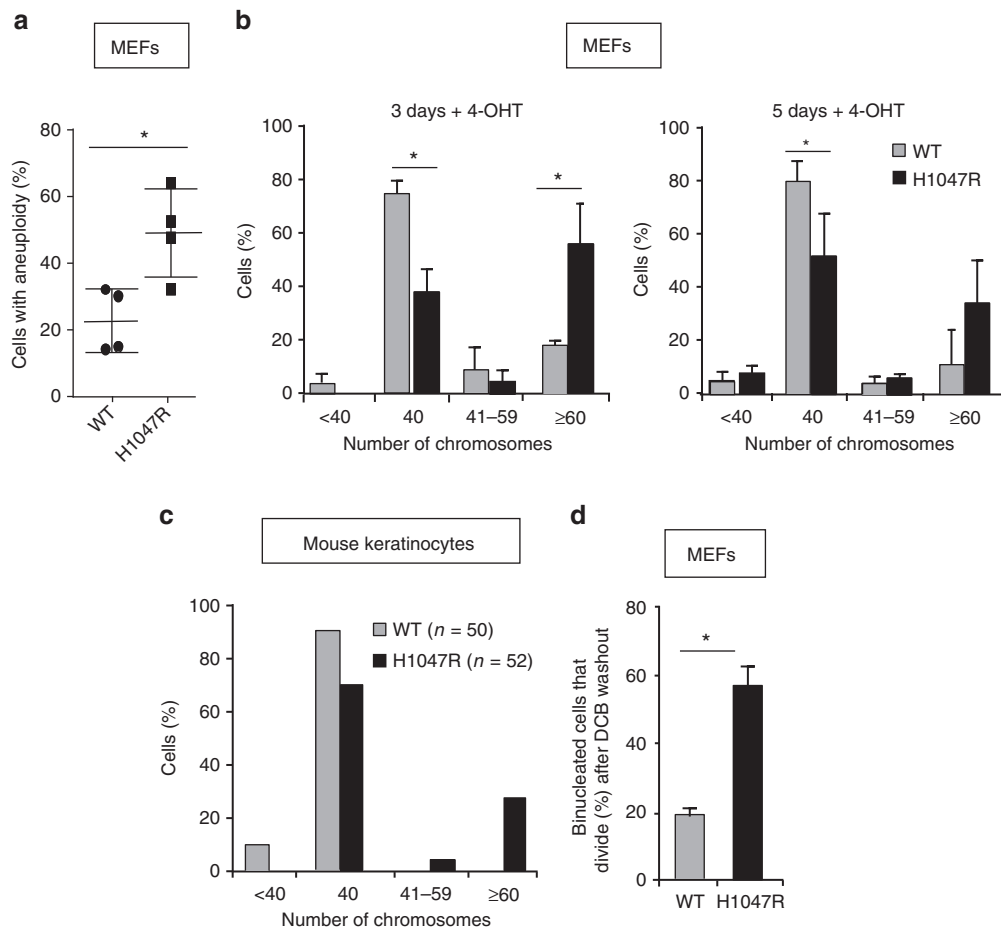 a
MEFs
Cells with aneuploidy (%)
80
60
40
20
0
*
WT
H1047R
b
MEFs
3 days + 4-OHT
Cells (%)
100
80
60
40
20
0
*
*
<40
40
41–59
≥60
Number of chromosomes
5 days + 4-OHT
Cells (%)
100
80
60
40
20
0
*
WT
H1047R
<40
40
41–59
≥60
Number of chromosomes
c
Mouse keratinocytes
Cells (%)
100
80
60
40
20
0
WT (n = 50)
H1047R (n = 52)
<40
40
41–59
≥60
Number of chromosomes
d
MEFs
Binucleated cells that
divide (%) after DCB washout
80
60
40
20
0
*
WT
H1047R